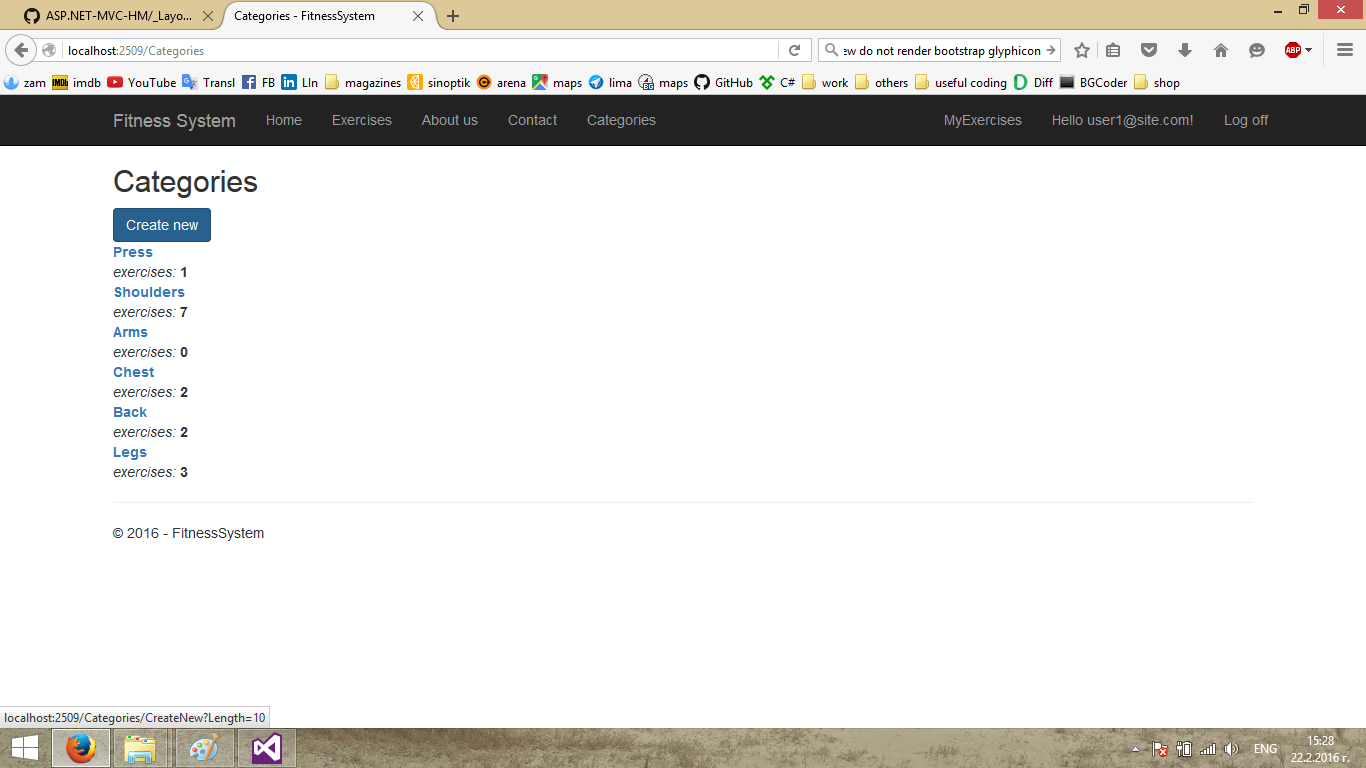 ASP.NET-MVC-HM/_Layo...
Categories - FitnessSystem
localhost:2509/Categories
ew do not render bootstrap glyphicon
ABP
zam imdb YouTube Transl FB LIn magazines sinoptik arena maps lima maps GitHub C# work others useful coding Diff BGCoder shop
Fitness System Home Exercises About us Contact Categories MyExercises Hello user1@site.com! Log off
Categories
Create new
Press
exercises: 1
Shoulders
exercises: 7
Arms
exercises: 0
Chest
exercises: 2
Back
exercises: 2
Legs
exercises: 3
© 2016 - FitnessSystem
localhost:2509/Categories/CreateNew?Length=10
ENG
15:28
22.2.2016 г.